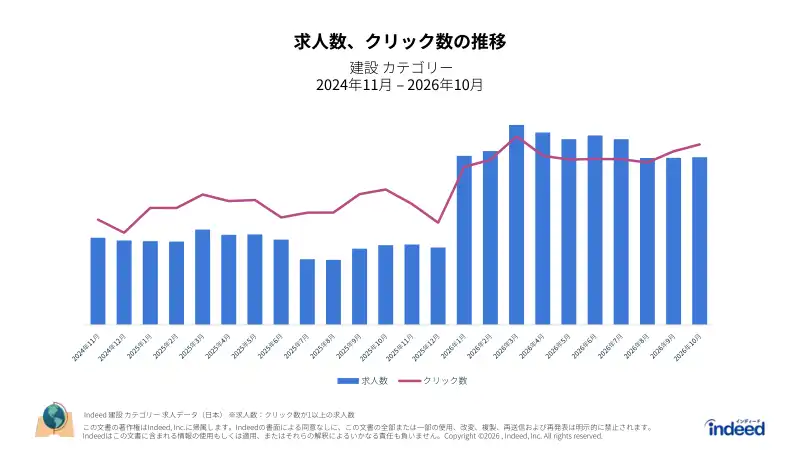 求人数、クリック数の推移
建設 カテゴリー
2024年11月 – 2026年10月
2024年11月
2024年12月
2025年1月
2025年2月
2025年3月
2025年4月
2025年5月
2025年6月
2025年7月
2025年8月
2025年9月
2025年10月
2025年11月
2025年12月
2026年1月
2026年2月
2026年3月
2026年4月
2026年5月
2026年6月
2026年7月
2026年8月
2026年9月
2026年10月
求人数 クリック数
Indeed 建設 カテゴリー 求人データ（日本） ※求人数：クリック数が1以上の求人数
この文書の著作権はIndeed, Inc.に帰属します。Indeedの書面による同意なしに、この文書の全部または一部の使用、改変、複製、再送信および再発表は明示的に禁止されます。
Indeedはこの文書に含まれる情報の使用もしくは適用、またはそれらの解釈によるいかなる責任も負いません。Copyright ©2026 , Indeed, Inc. All rights reserved.
インディード
indeed